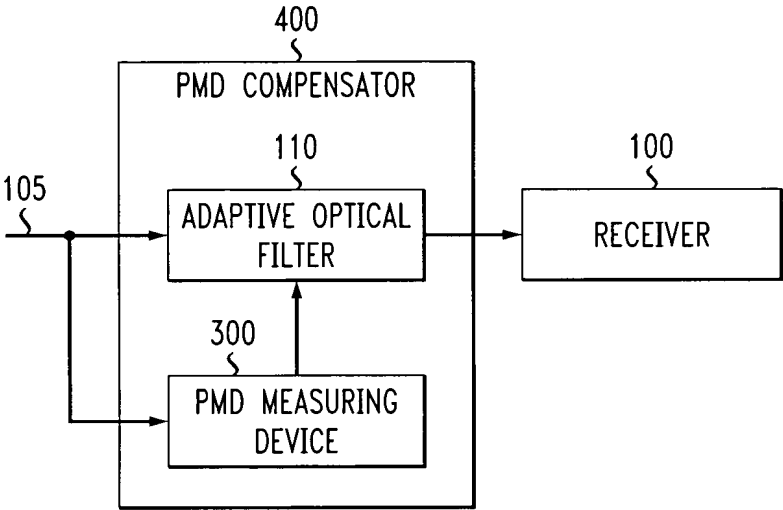 400
PMD COMPENSATOR
110
100
105
ADAPTIVE OPTICAL
FILTER
RECEIVER
300
PMD MEASURING
DEVICE